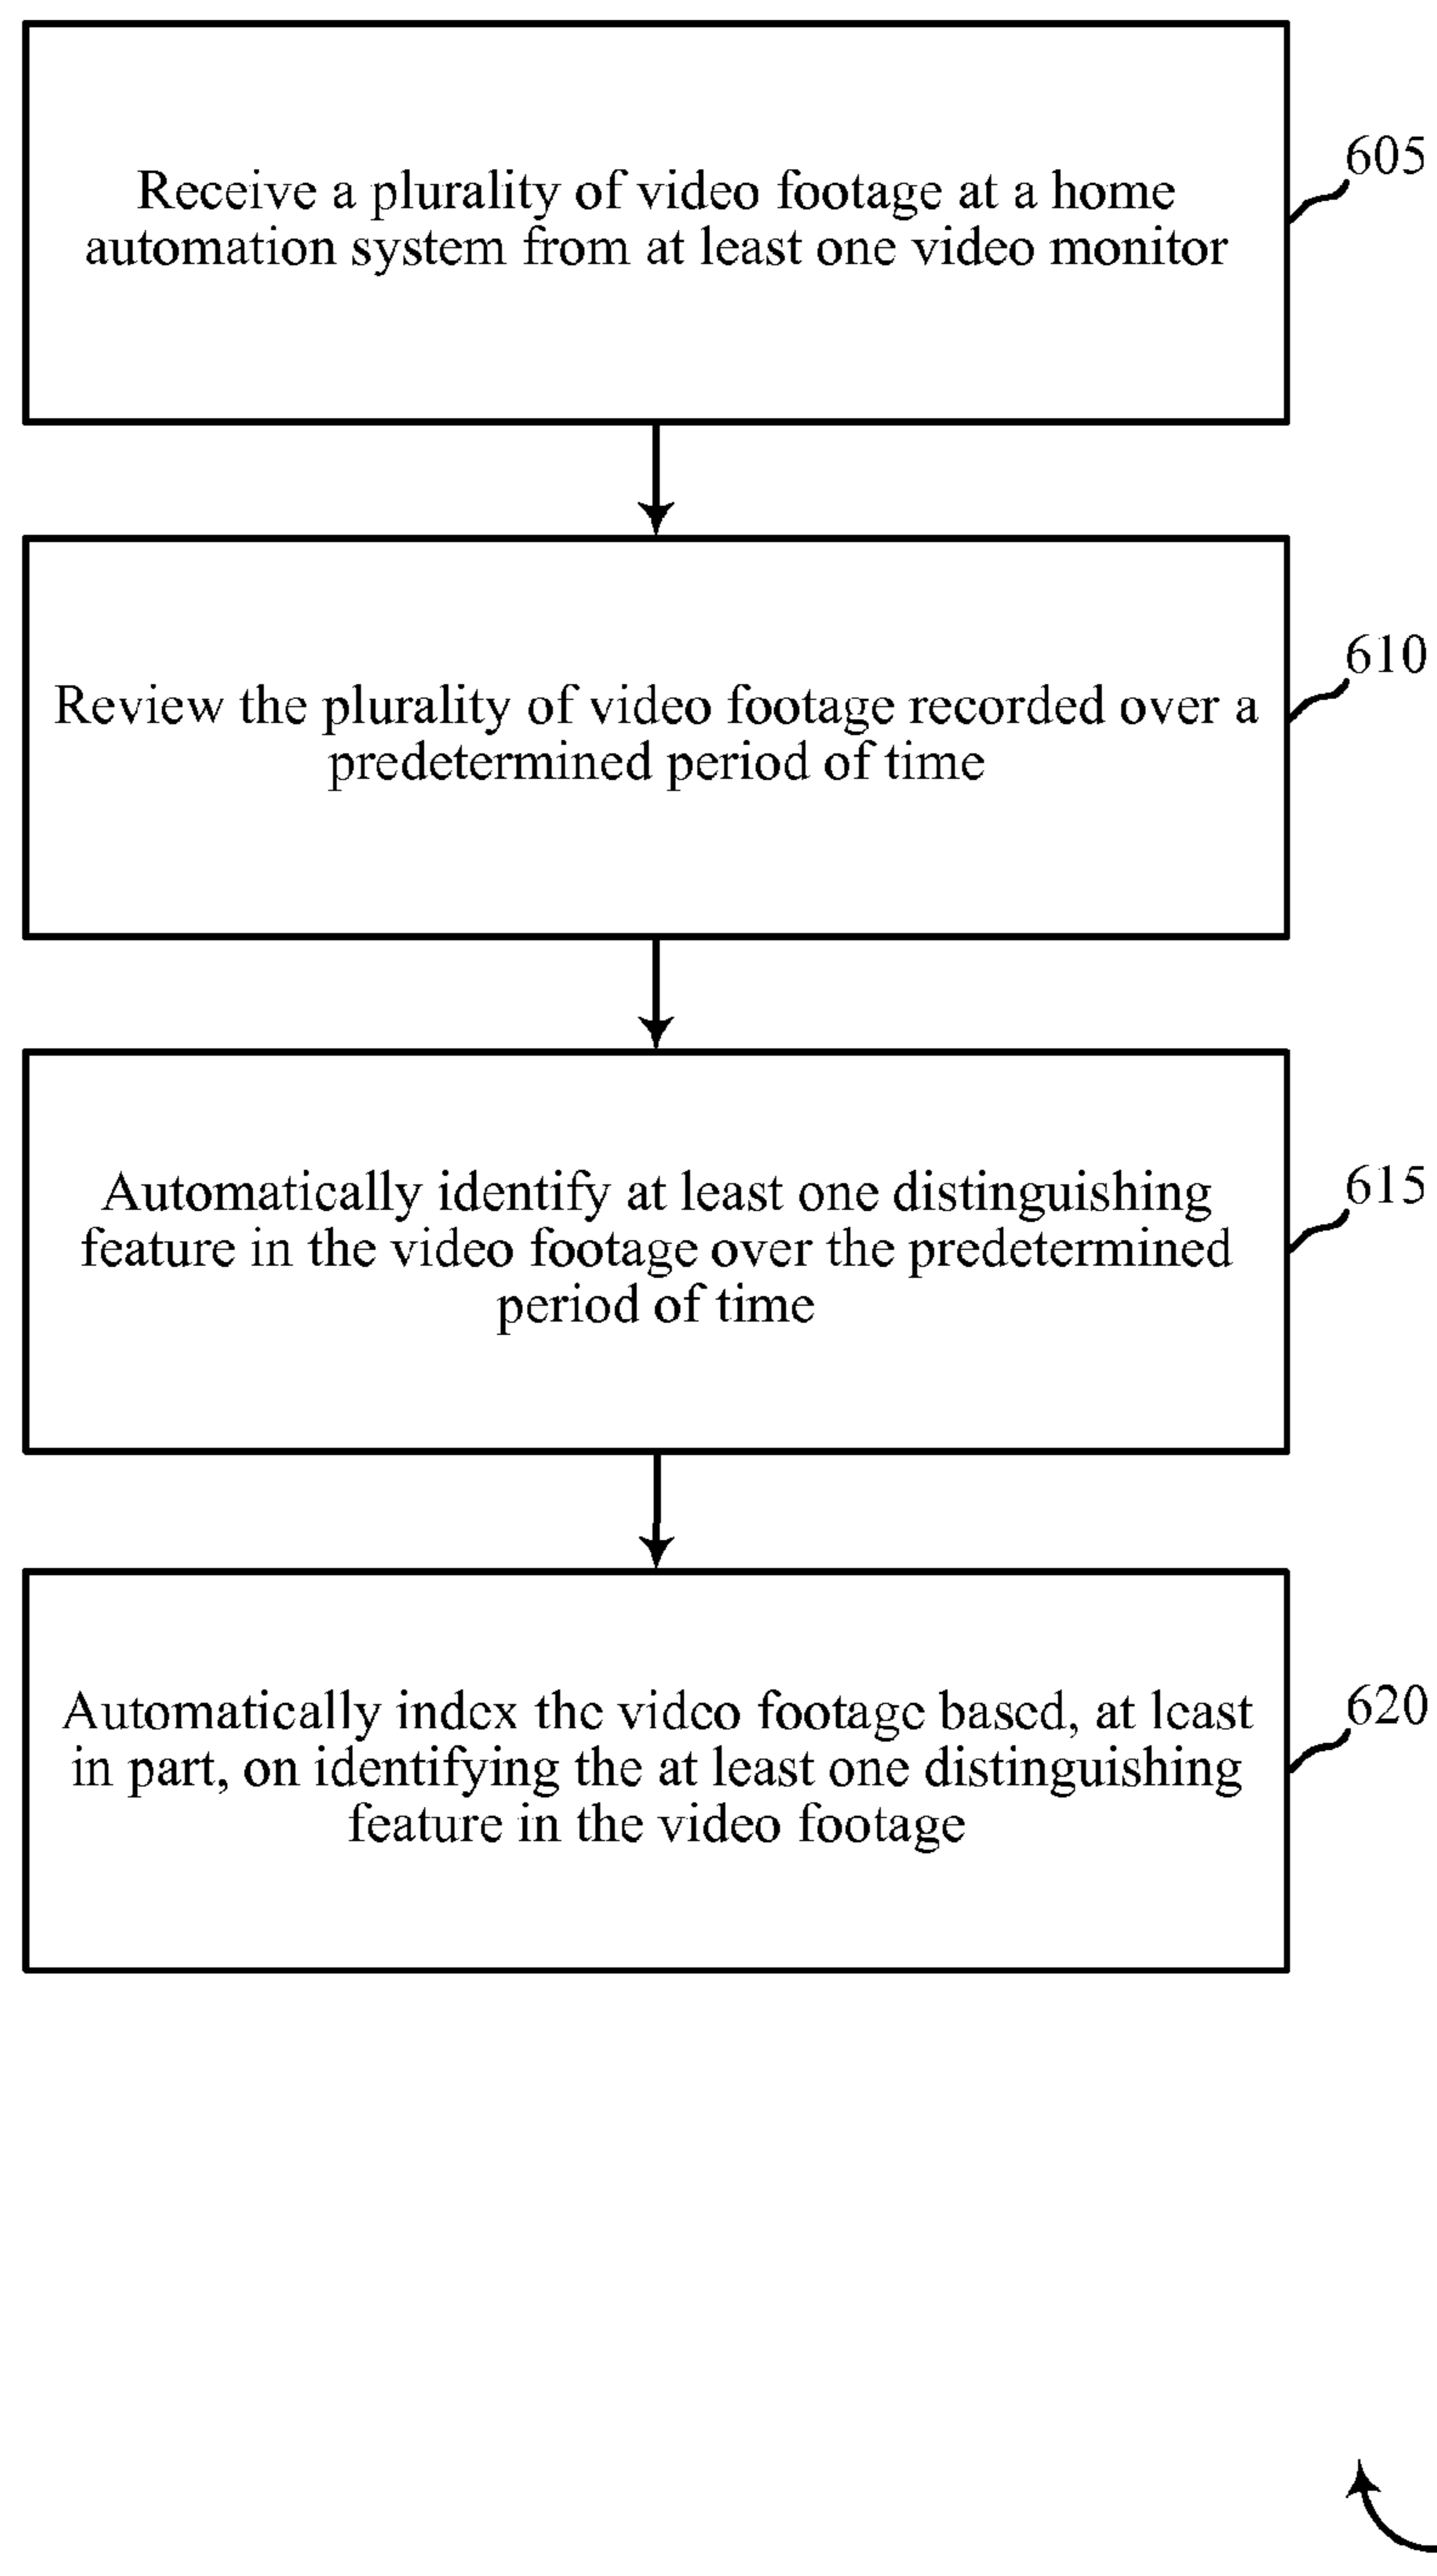 605
Receive a plurality of video footage at a home
automation system from at least one video monitor
610
Review the plurality of video footage recorded over a
predetermined period of time
615
Automatically identify at least one distinguishing
feature in the video footage over the predetermined
period of time
620
Automatically index the video footage based, at least
in part, on identifying the at least one distinguishing
feature in the video footage